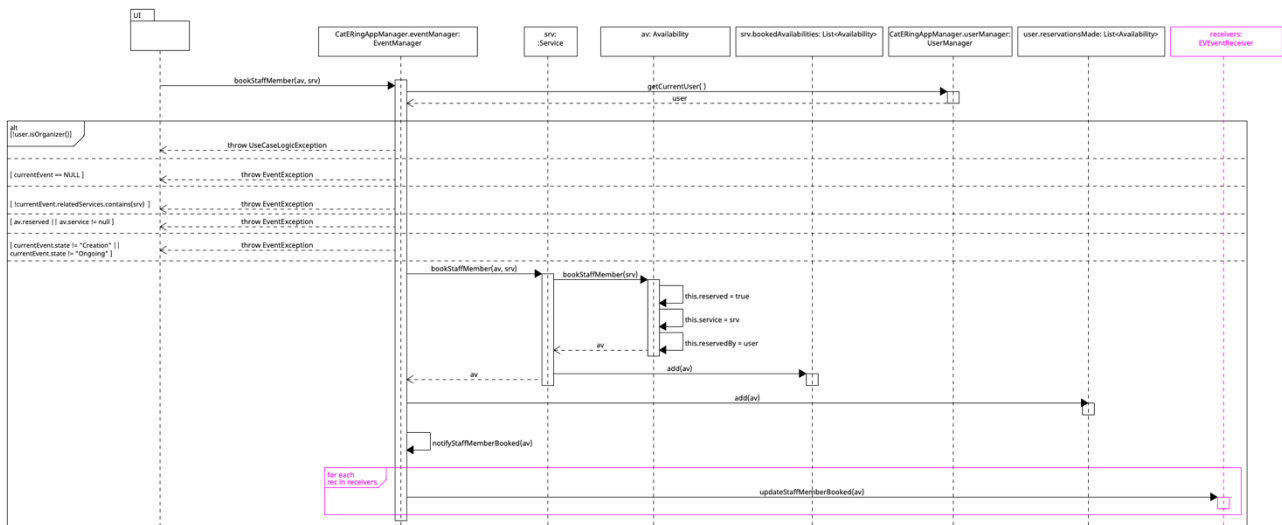 UI
CatERingAppManager.eventManager:
EventManager
srv:
:Service
av: Availability
srv.bookedAvailabilities: List<Availability>
CatERingAppManager.userManager:
UserManager
user.reservationsMade: List<Availability>
receivers:
EVEventReceiver
bookStaffMember(av, srv)
getCurrentUser( )
user
alt
[!user.isOrganizer()]
throw UseCaseLogicException
[ currentEvent == NULL ]
throw EventException
[ !currentEvent.relatedServices.contains(srv) ]
throw EventException
[ av.reserved || av.service != null ]
throw EventException
[ currentEvent.state != "Creation" ||
currentEvent.state != "Ongoing" ]
throw EventException
bookStaffMember(av, srv)
bookStaffMember(srv)
this.reserved = true
this.service = srv
this.reservedBy = user
av
add(av)
av
add(av)
notifyStaffMemberBooked(av)
for each
rec in receivers
updateStaffMemberBooked(av)